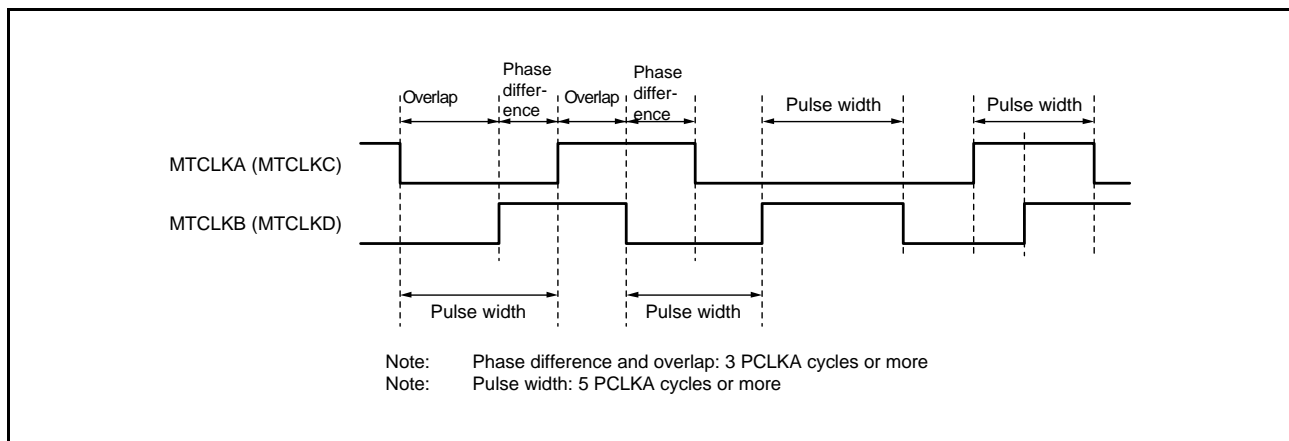 Phase
differ-
ence
Phase
differ-
ence
Overlap
Overlap
Pulse width
Pulse width
MTCLKA (MTCLKC)
MTCLKB (MTCLKD)
Pulse width
Pulse width
Note: Phase difference and overlap: 3 PCLKA cycles or more
Note: Pulse width: 5 PCLKA cycles or more